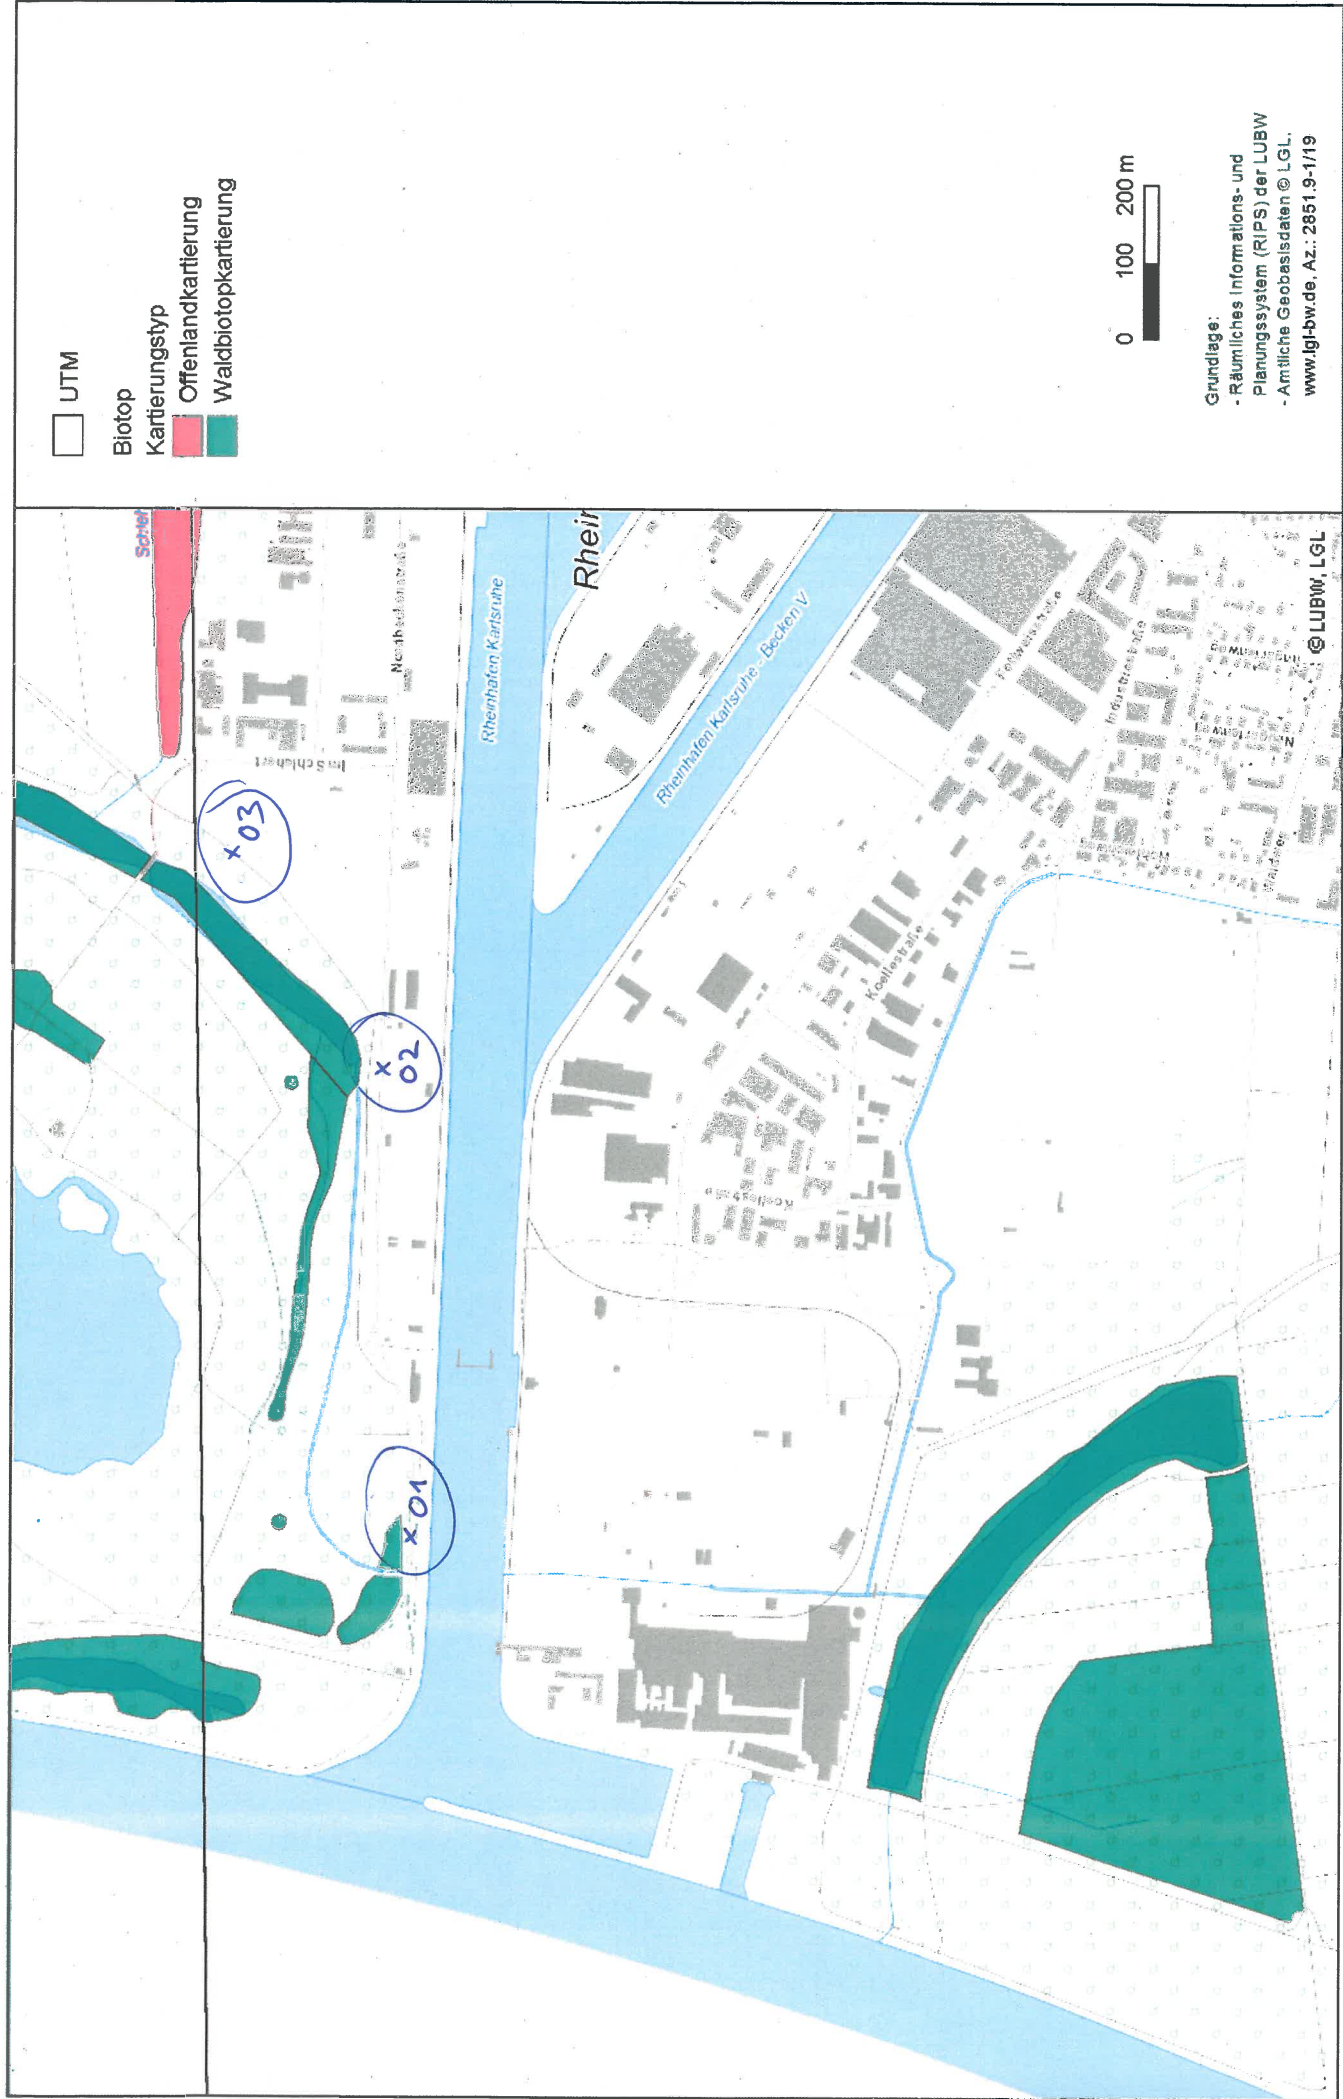 UTM
Biotop
Kartierungstyp
Offenlandkartierung
Waldbiotopkartierung
0 100 200 m
Grundlage:
- Räumliches Informations- und
Planungssystem (RIPS) der LUBW
- Amtliche Geobasisdaten © LGL,
www.lgl-bw.de, Az.: 2851.9-1/19
x 03
x 02
x 01
Im Schlehert
Nordbeckenstraße
Rheinhafen Karlsruhe
Rhein
Rheinhafen Karlsruhe - Becken V
Fettweisstraße
Industriestraße
Koellestraße
© LUBW, LGL